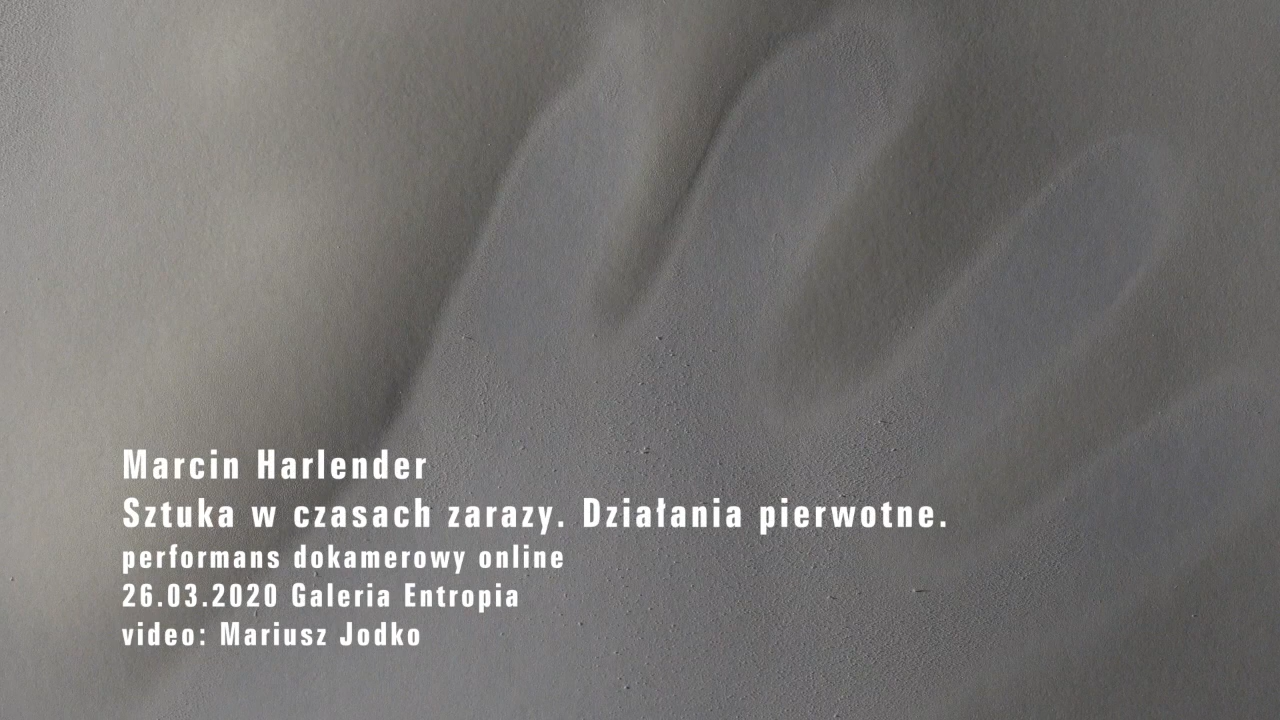 Marcin Harlender
Sztuka w czasach zarazy. Działania pierwotne.
performans dokamerowy online
26.03.2020 Galeria Entropia
video: Mariusz Jodko